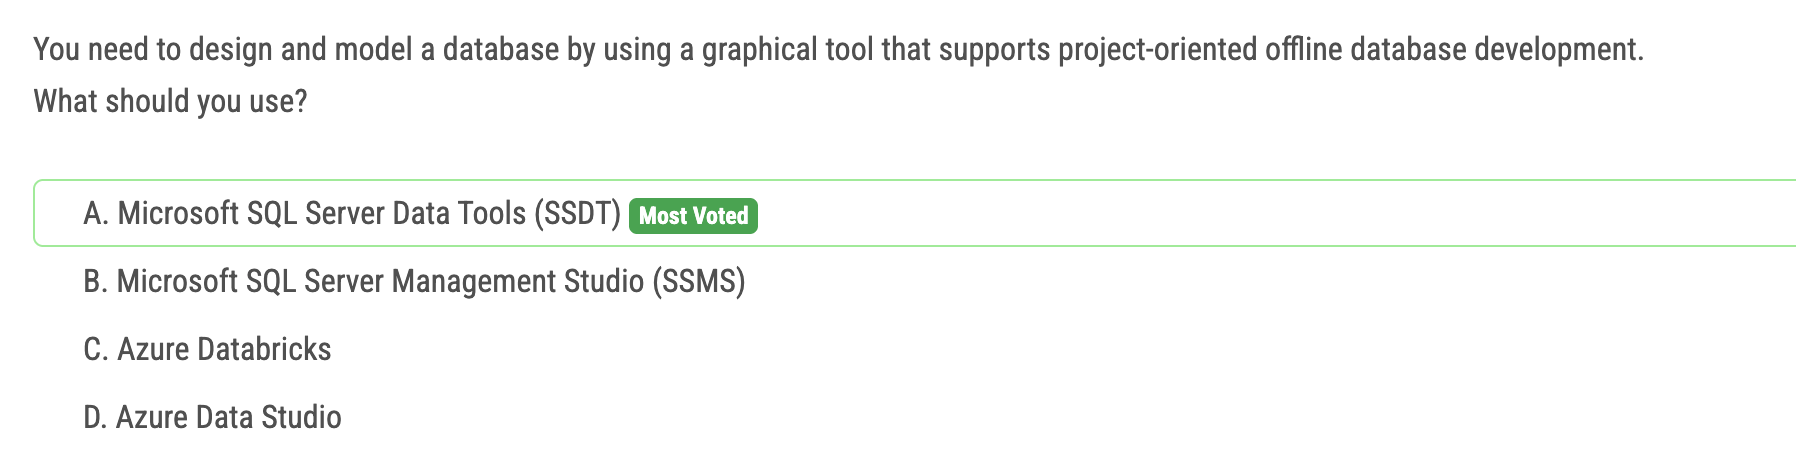 You need to design and model a database by using a graphical tool that supports project-oriented offline database development.
What should you use?
A. Microsoft SQL Server Data Tools (SSDT) Most Voted
B. Microsoft SQL Server Management Studio (SSMS)
C. Azure Databricks
D. Azure Data Studio